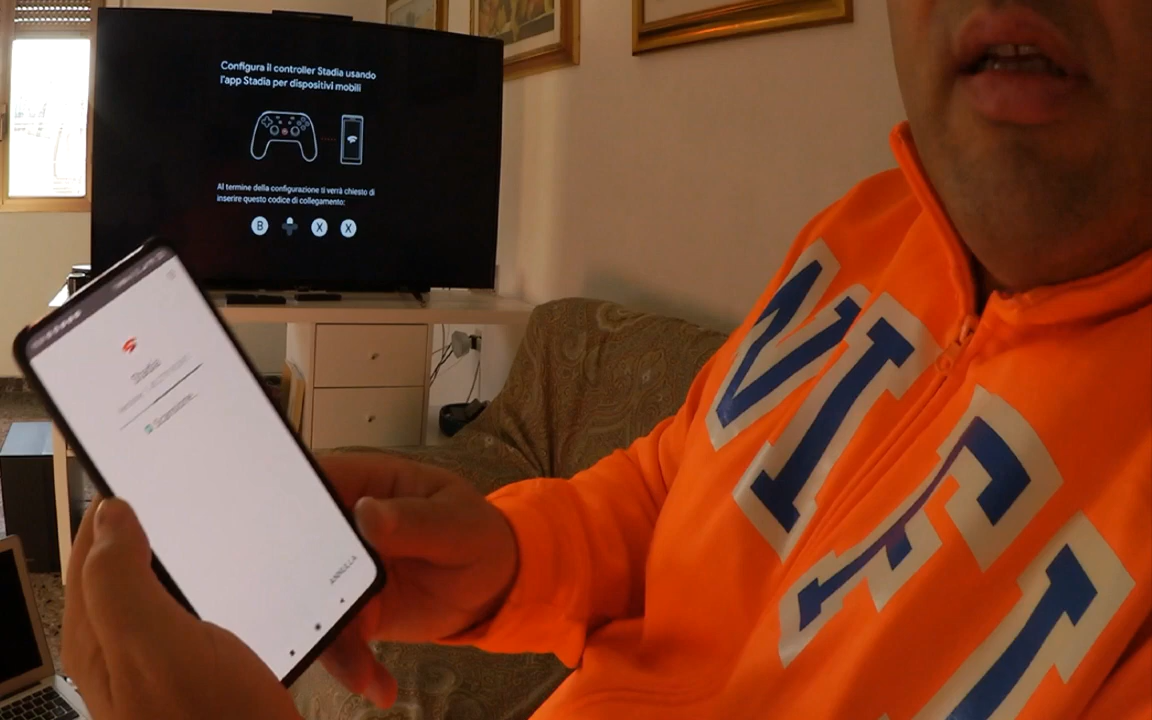 Configura il controller Stadia usando
l'app Stadia per dispositivi mobili
Al termine della configurazione ti verrà chiesto di
inserire questo codice di collegamento:
B X X
Stadia
ANNULLA